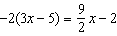 −2(3x − 5) = 9/2 x − 2